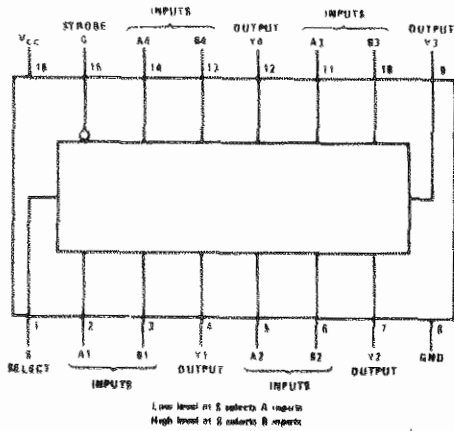 INPUTS INPUTS
STROBE OUTPUT OUTPUT
VCC G A4 B4 Y4 A3 B3 Y3
16 15 14 13 12 11 10 9
1 2 3 4 5 6 7 8
S A1 B1 Y1 A2 B2 Y2 GND
SELECT INPUTS OUTPUT INPUTS OUTPUT
Low level at S selects A inputs
High level at S selects B inputs